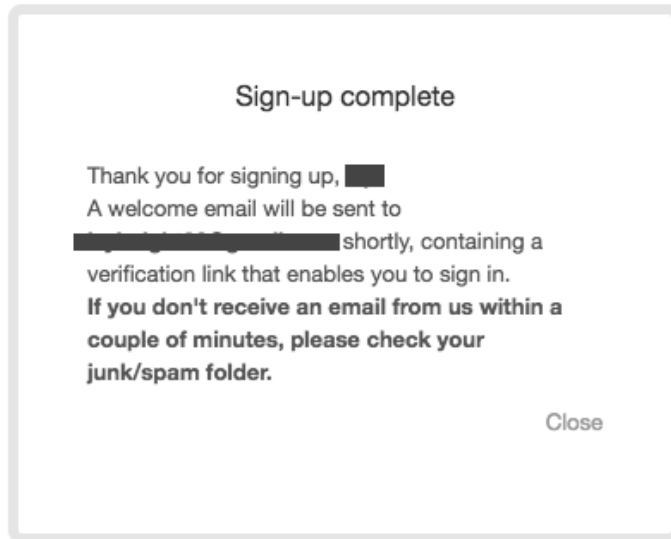 Sign-up complete
Thank you for signing up,
A welcome email will be sent to
shortly, containing a
verification link that enables you to sign in.
If you don't receive an email from us within a
couple of minutes, please check your
junk/spam folder.
Close